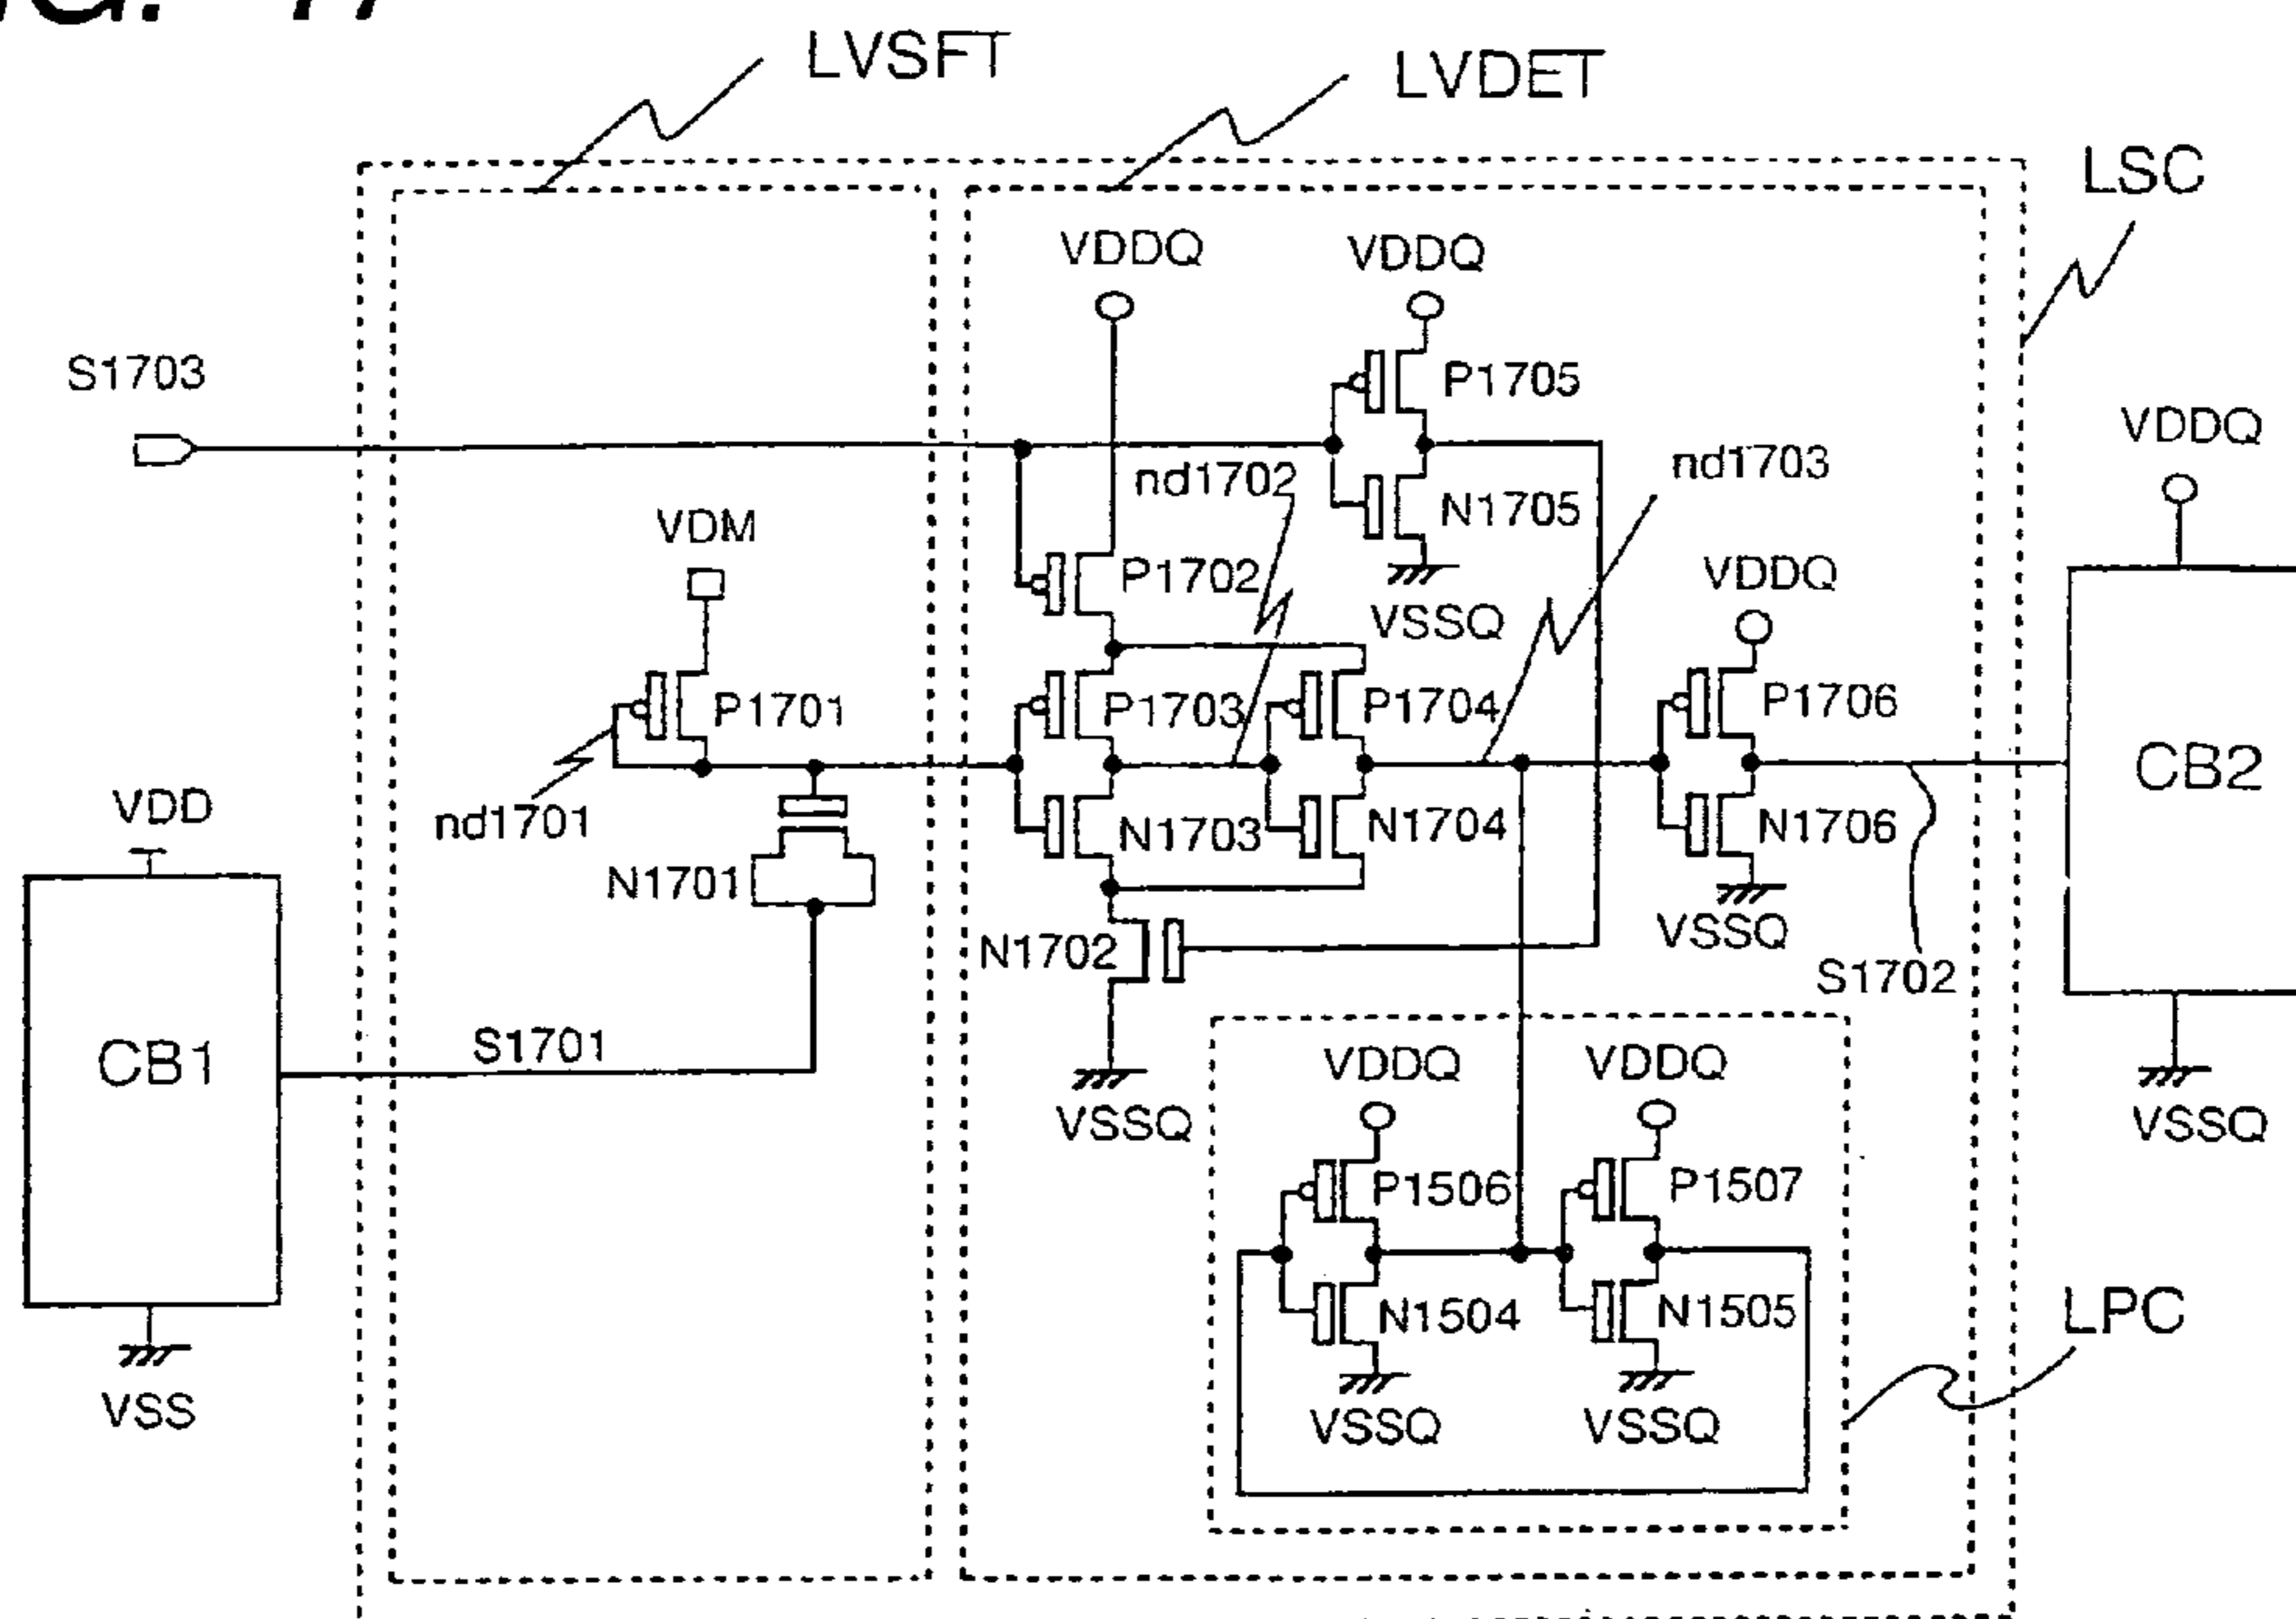 LVSFT
LVDET
LSC
VDDQ
VDDQ
S1703
P1705
VDDQ
nd1702
nd1703
N1705
VDM
P1702
VDDQ
VSSQ
P1701
P1703
P1704
P1706
CB2
VDD
nd1701
N1703
N1704
N1706
N1701
VSSQ
N1702
S1702
S1701
CB1
VDDQ
VDDQ
VSSQ
VSSQ
P1506
P1507
N1504
N1505
LPC
VSS
VSSQ
VSSQ